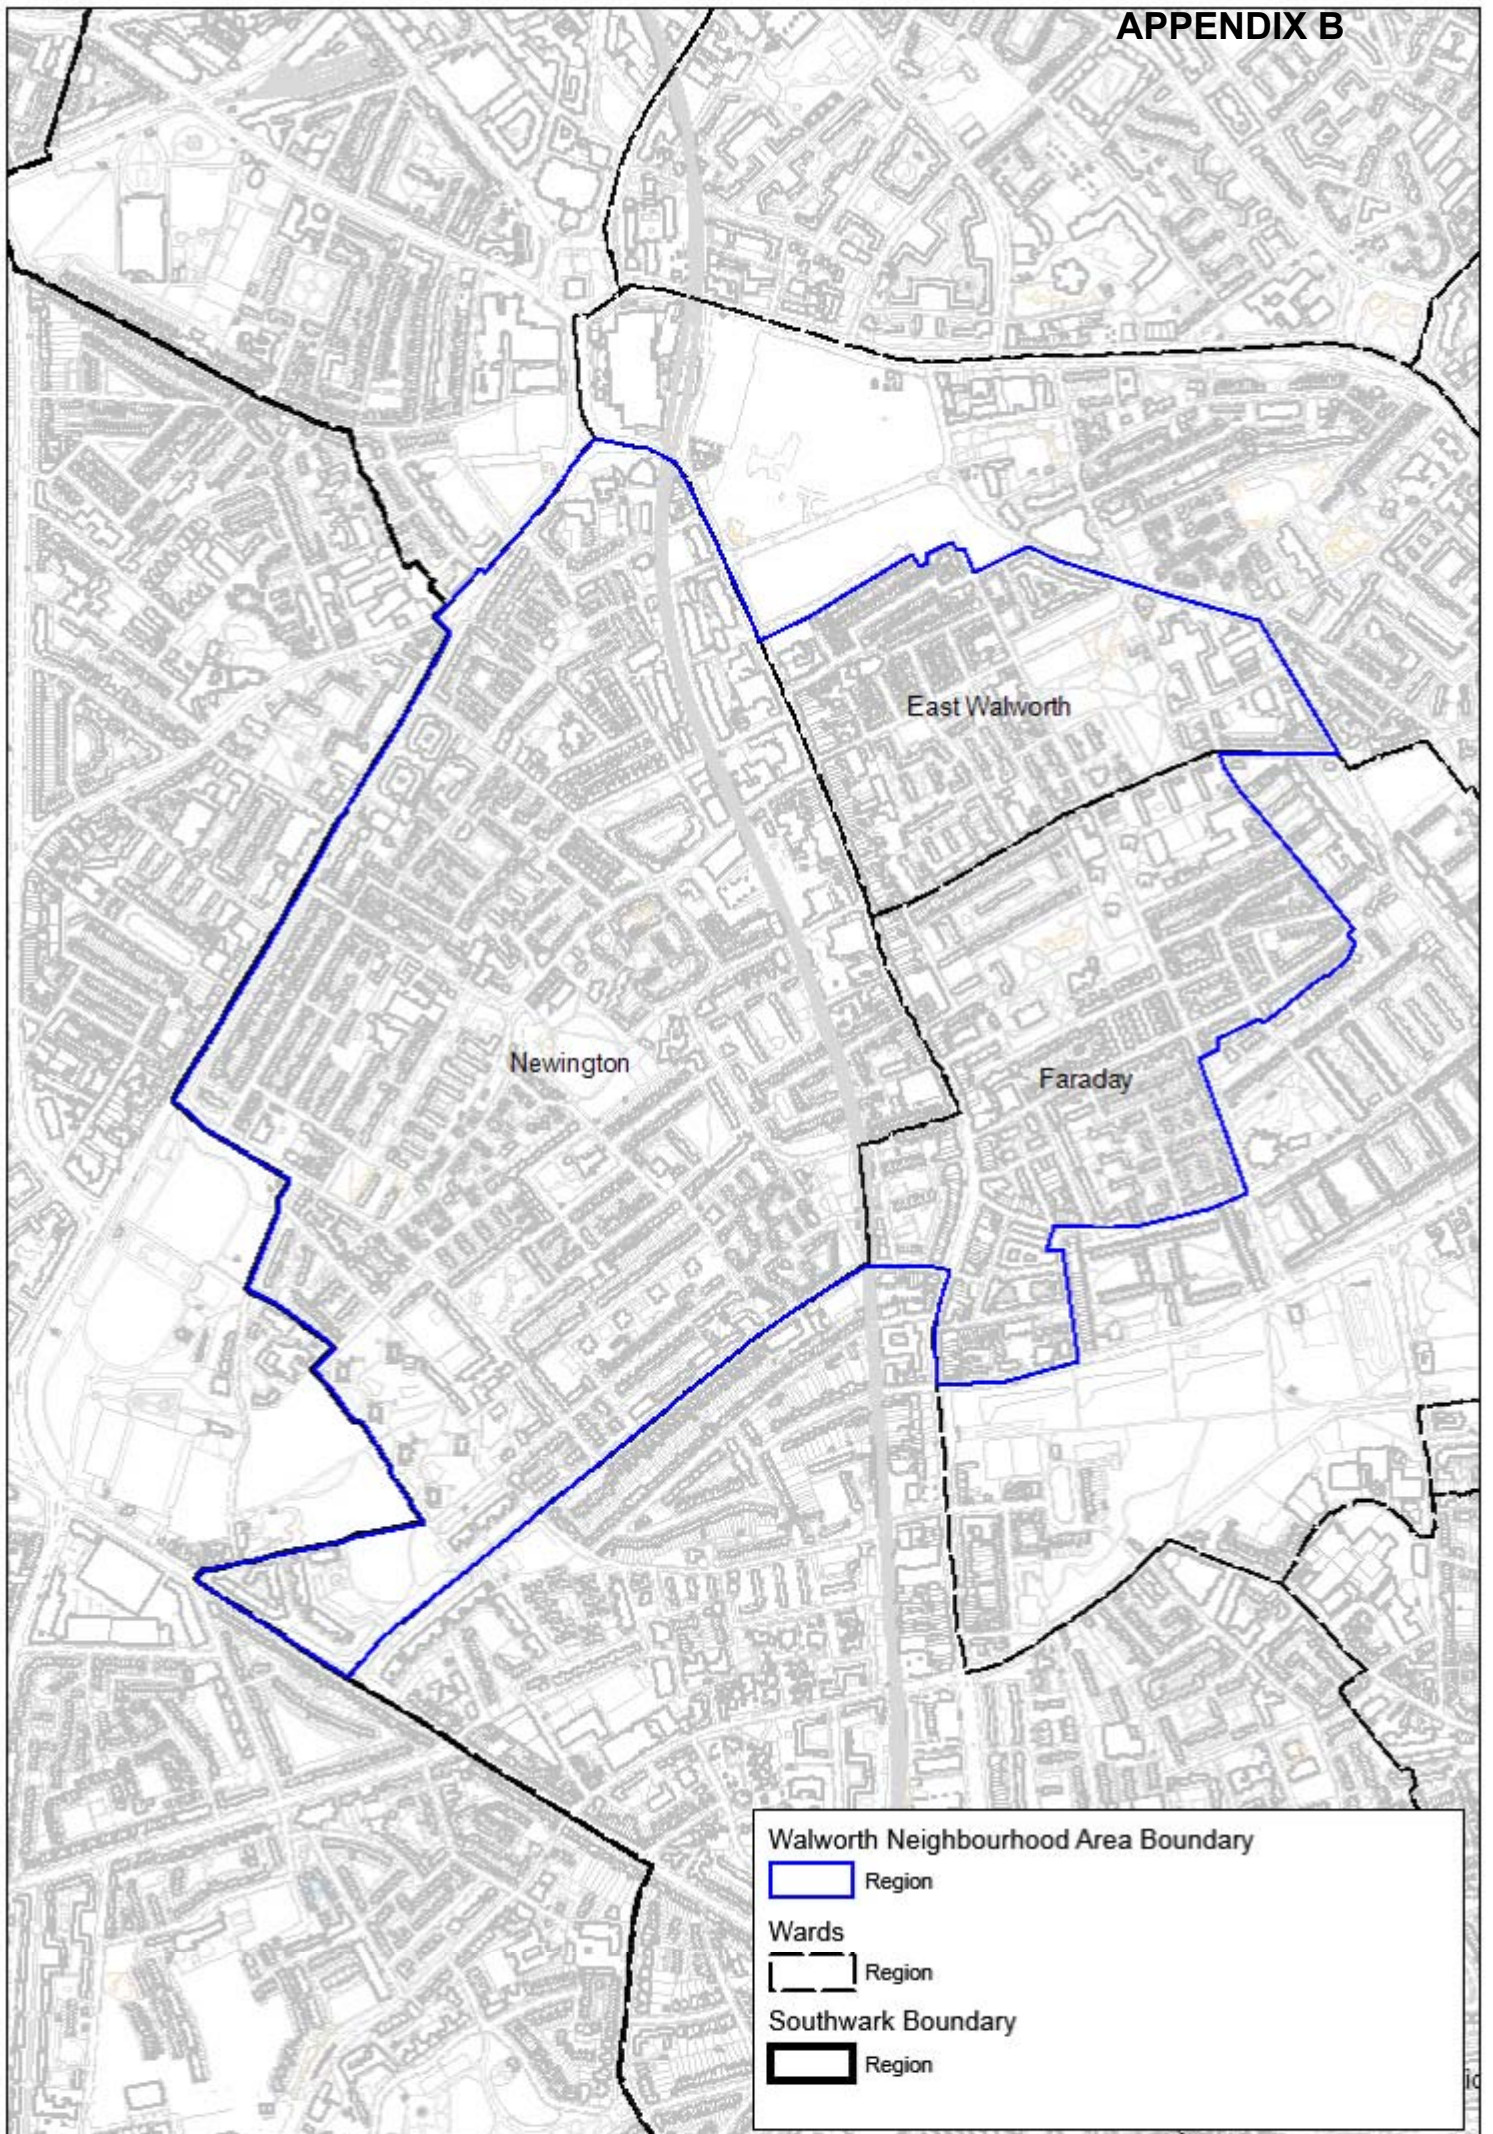 APPENDIX B
East Walworth
Newington
Faraday
Walworth Neighbourhood Area Boundary
Region
Wards
Region
Southwark Boundary
Region